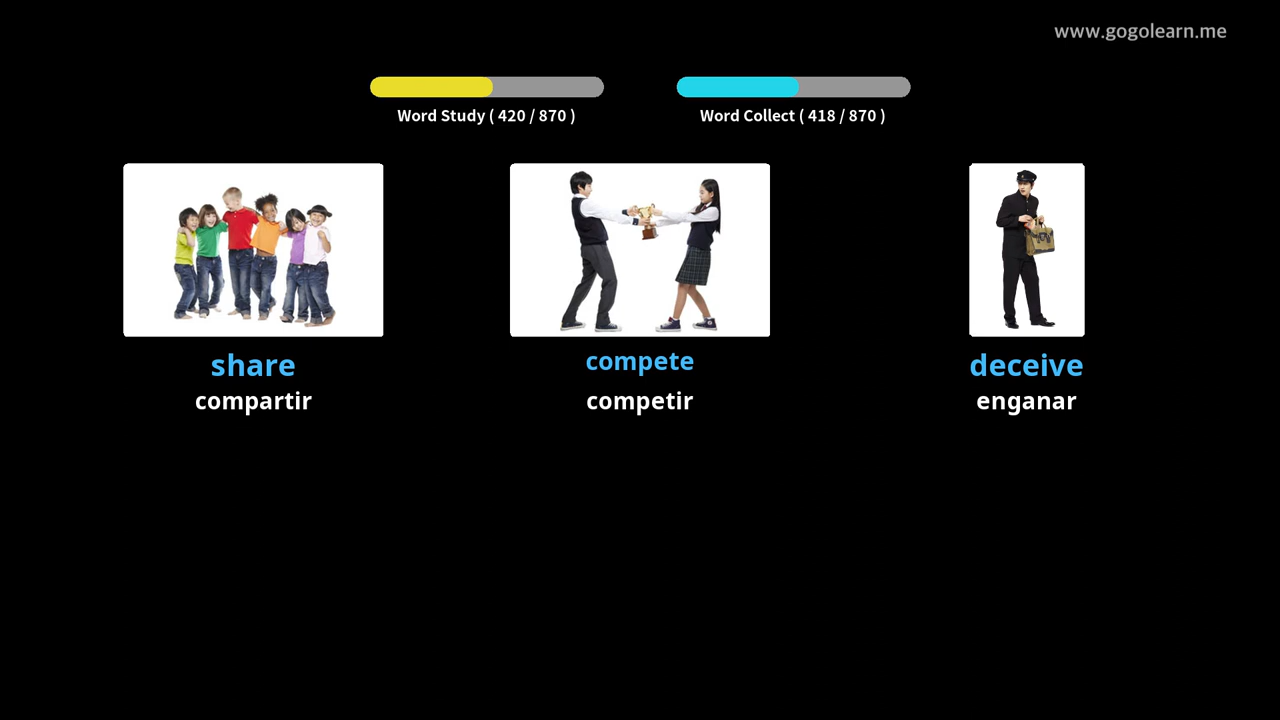 www.gogolearn.me
Word Study ( 420 / 870 )
Word Collect ( 418 / 870 )
share
compartir
compete
competir
deceive
enganar